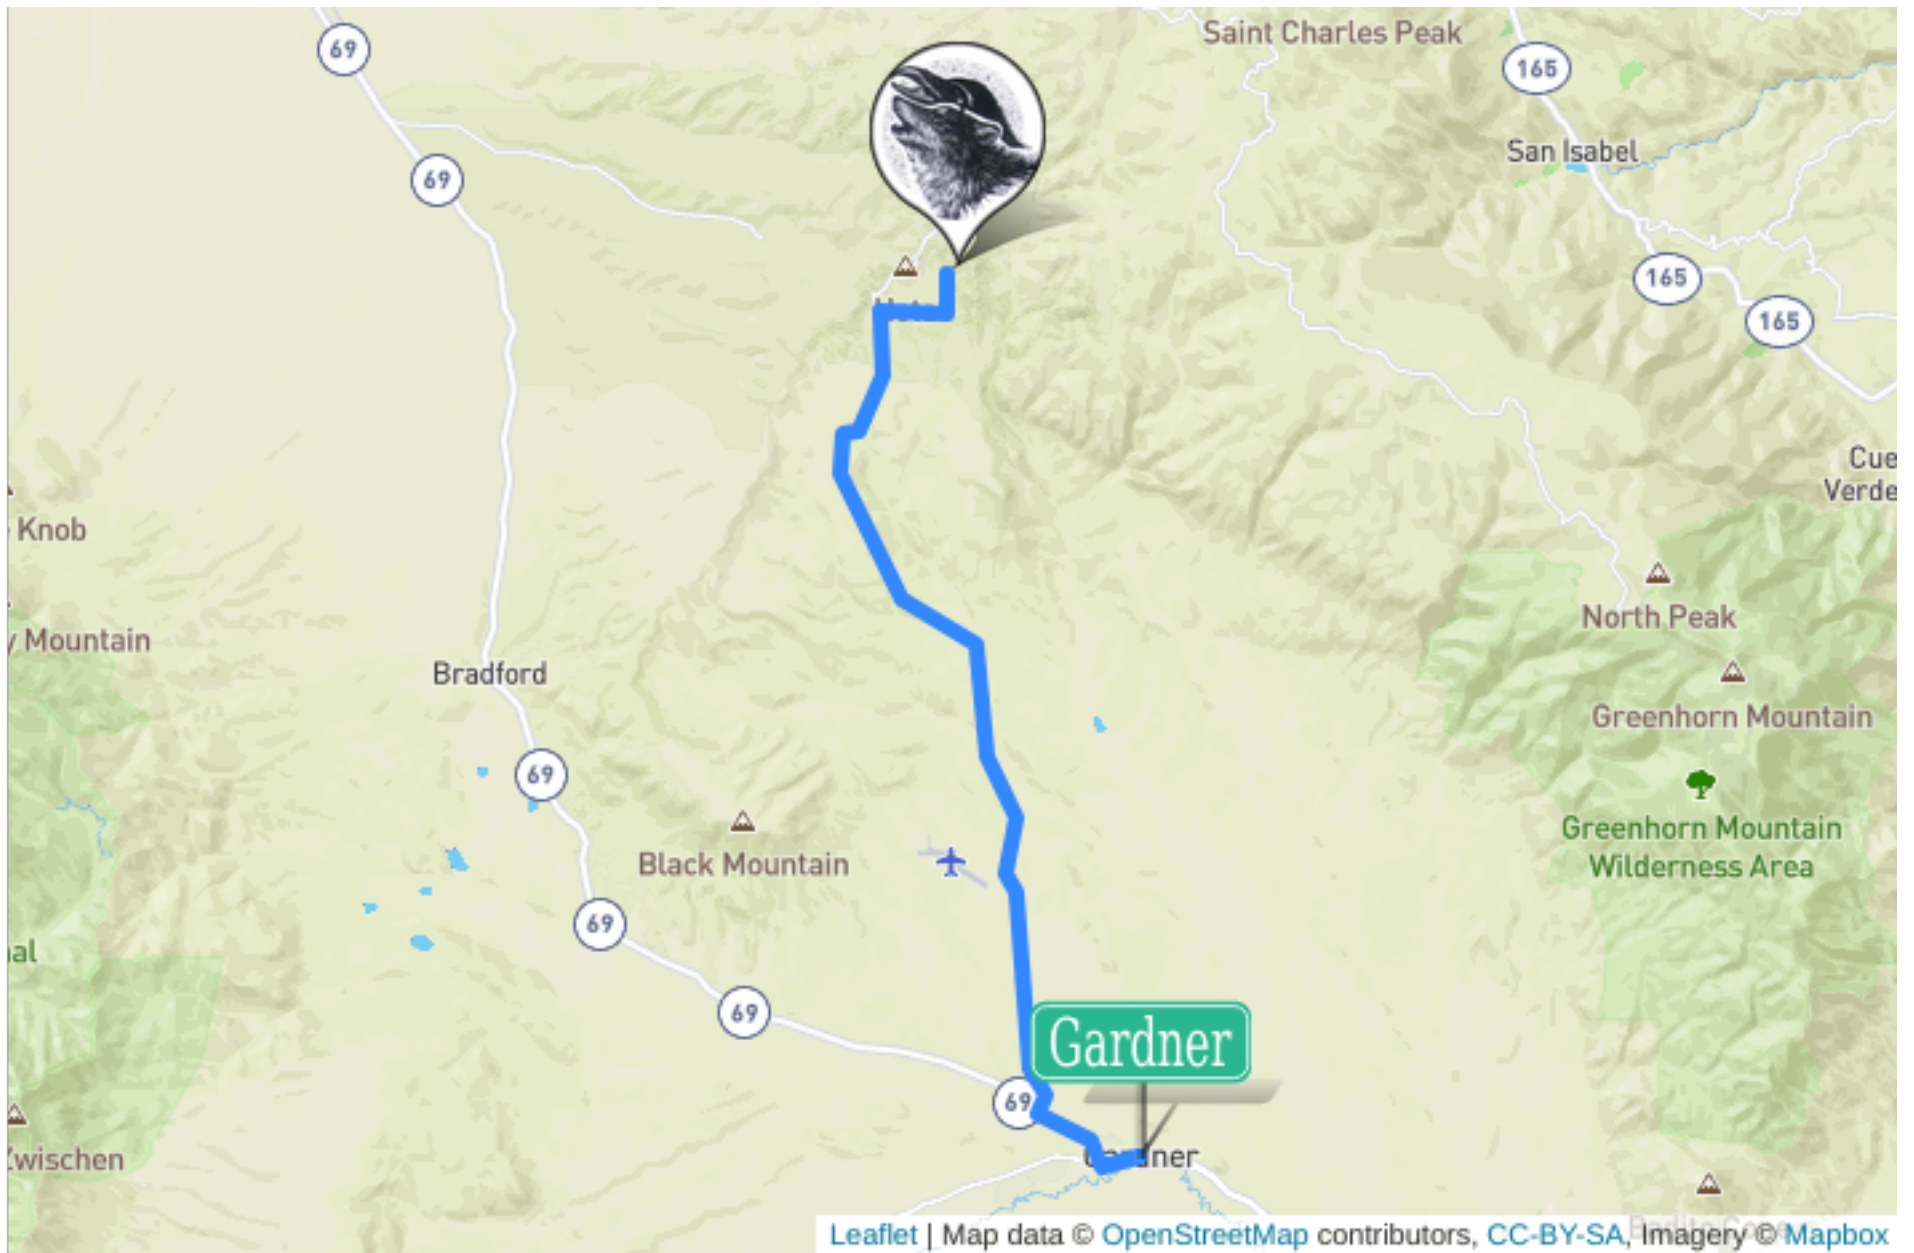 69
Saint Charles Peak
165
San Isabel
69
165
165
Cue
Verde
Knob
North Peak
y Mountain
Bradford
Greenhorn Mountain
69
Greenhorn Mountain
Wilderness Area
Black Mountain
69
al
69
Gardner
69
Zwischen
Gardner
Leaflet | Map data © OpenStreetMap contributors, CC-BY-SA, Imagery © Mapbox